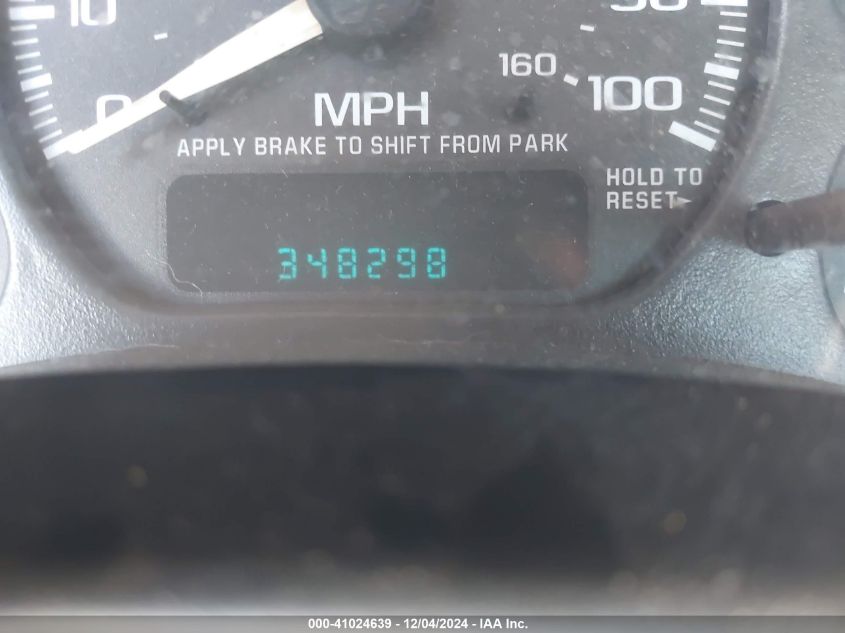 10
0
MPH
160
100
APPLY BRAKE TO SHIFT FROM PARK
HOLD TO
RESET
348298
000-41024639 - 12/04/2024 - IAA Inc.